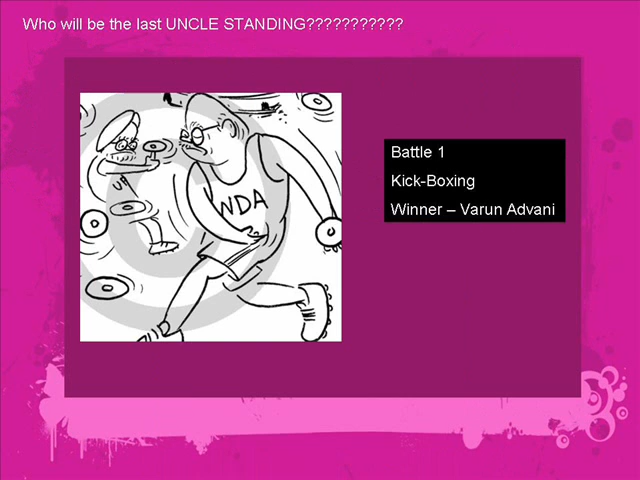 Who will be the last UNCLE STANDING???????????
NDA
Battle 1
Kick-Boxing
Winner – Varun Advani